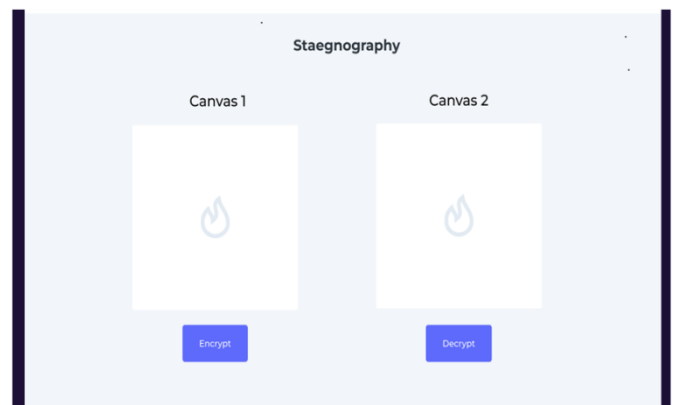 Staegnography
Canvas 1
Canvas 2
Encrypt
Decrypt